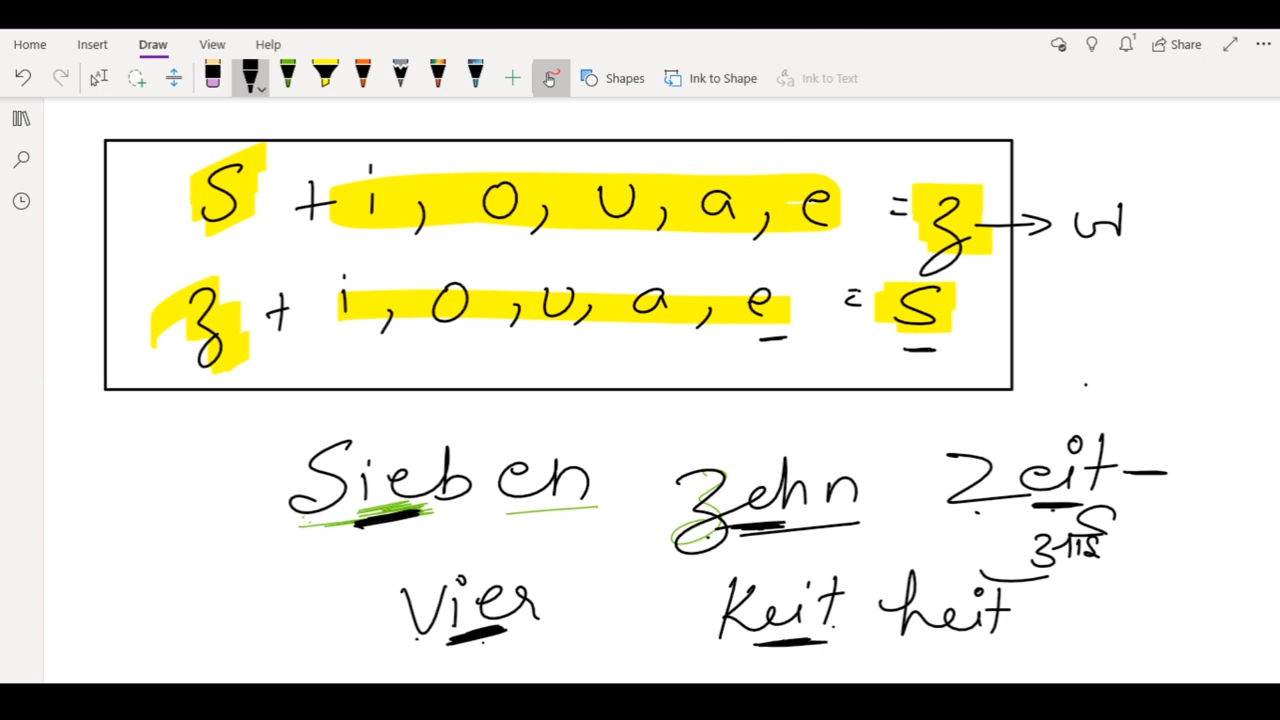 Home Insert Draw View Help Share
Shapes Ink to Shape Ink to Text
S + i, o, u, a, e = z → w
z + i, o, u, a, e = S
Sieben zehn Zeit -
Vier Keit heit